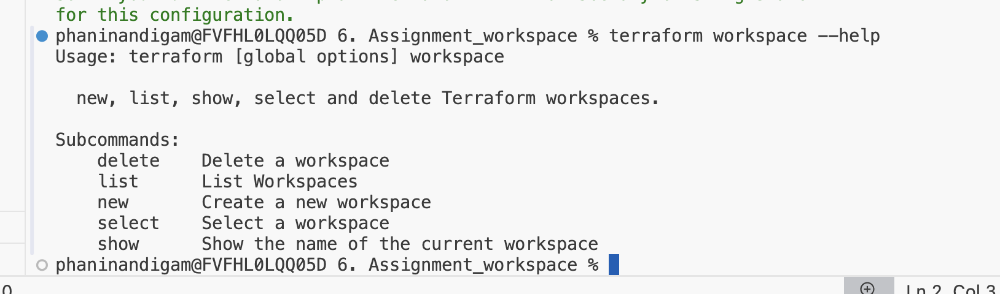 for this configuration.
phaninandigam@FVFHL0LQQ05D 6. Assignment_workspace % terraform workspace --help
Usage: terraform [global options] workspace
new, list, show, select and delete Terraform workspaces.
Subcommands:
delete    Delete a workspace
list      List Workspaces
new       Create a new workspace
select    Select a workspace
show      Show the name of the current workspace
phaninandigam@FVFHL0LQQ05D 6. Assignment_workspace %
0
Ln 2, Col 3